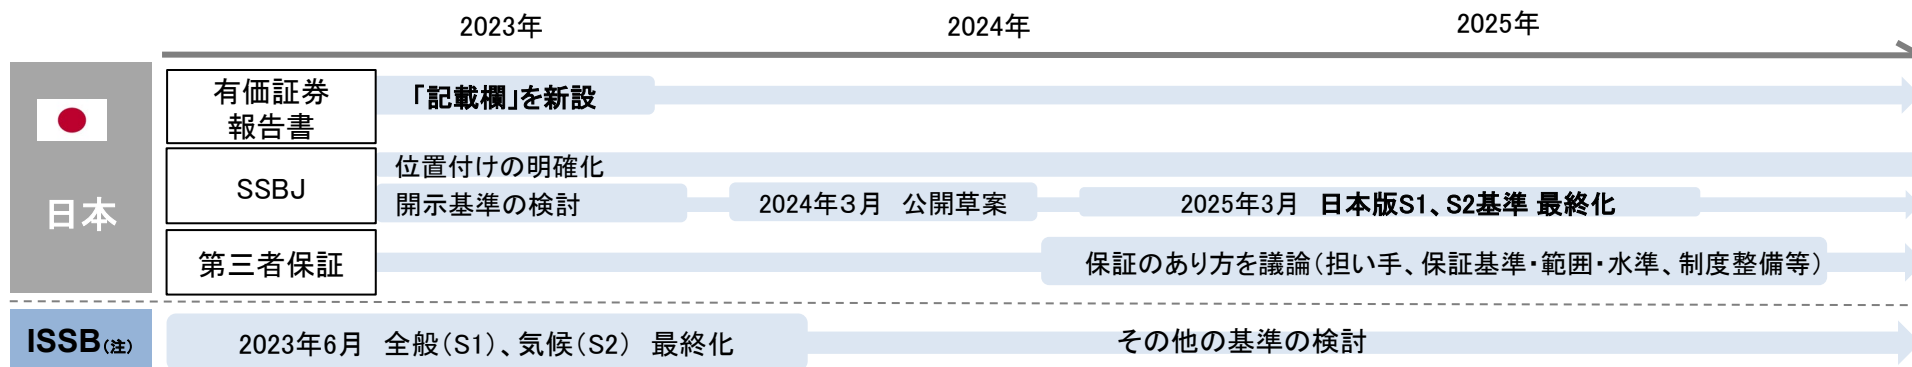 2023年
2024年
2025年
日本
有価証券
報告書
「記載欄」を新設
SSBJ
位置付けの明確化
開示基準の検討
2024年３月 公開草案
2025年3月 日本版S1、S2基準 最終化
第三者保証
保証のあり方を議論（担い手、保証基準・範囲・水準、制度整備等）
ISSB(注)
2023年6月 全般（S1）、気候（S2） 最終化
その他の基準の検討